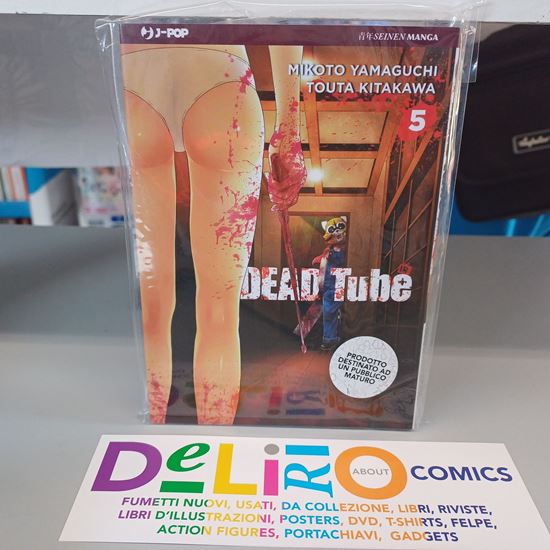 J-POP
青年SEINEN MANGA
MIKOTO YAMAGUCHI
TOUTA KITAKAWA
5
DEAD Tube
PRODOTTO
DESTINATO AD
UN PUBBLICO
MATURO
DeLiRiO
ABOUT
COMICS
FUMETTI NUOVI, USATI, DA COLLEZIONE, LIBRI, RIVISTE,
LIBRI D'ILLUSTRAZIONI, POSTERS, DVD, T-SHIRTS, FELPE,
ACTION FIGURES, PORTACHIAVI, GADGETS